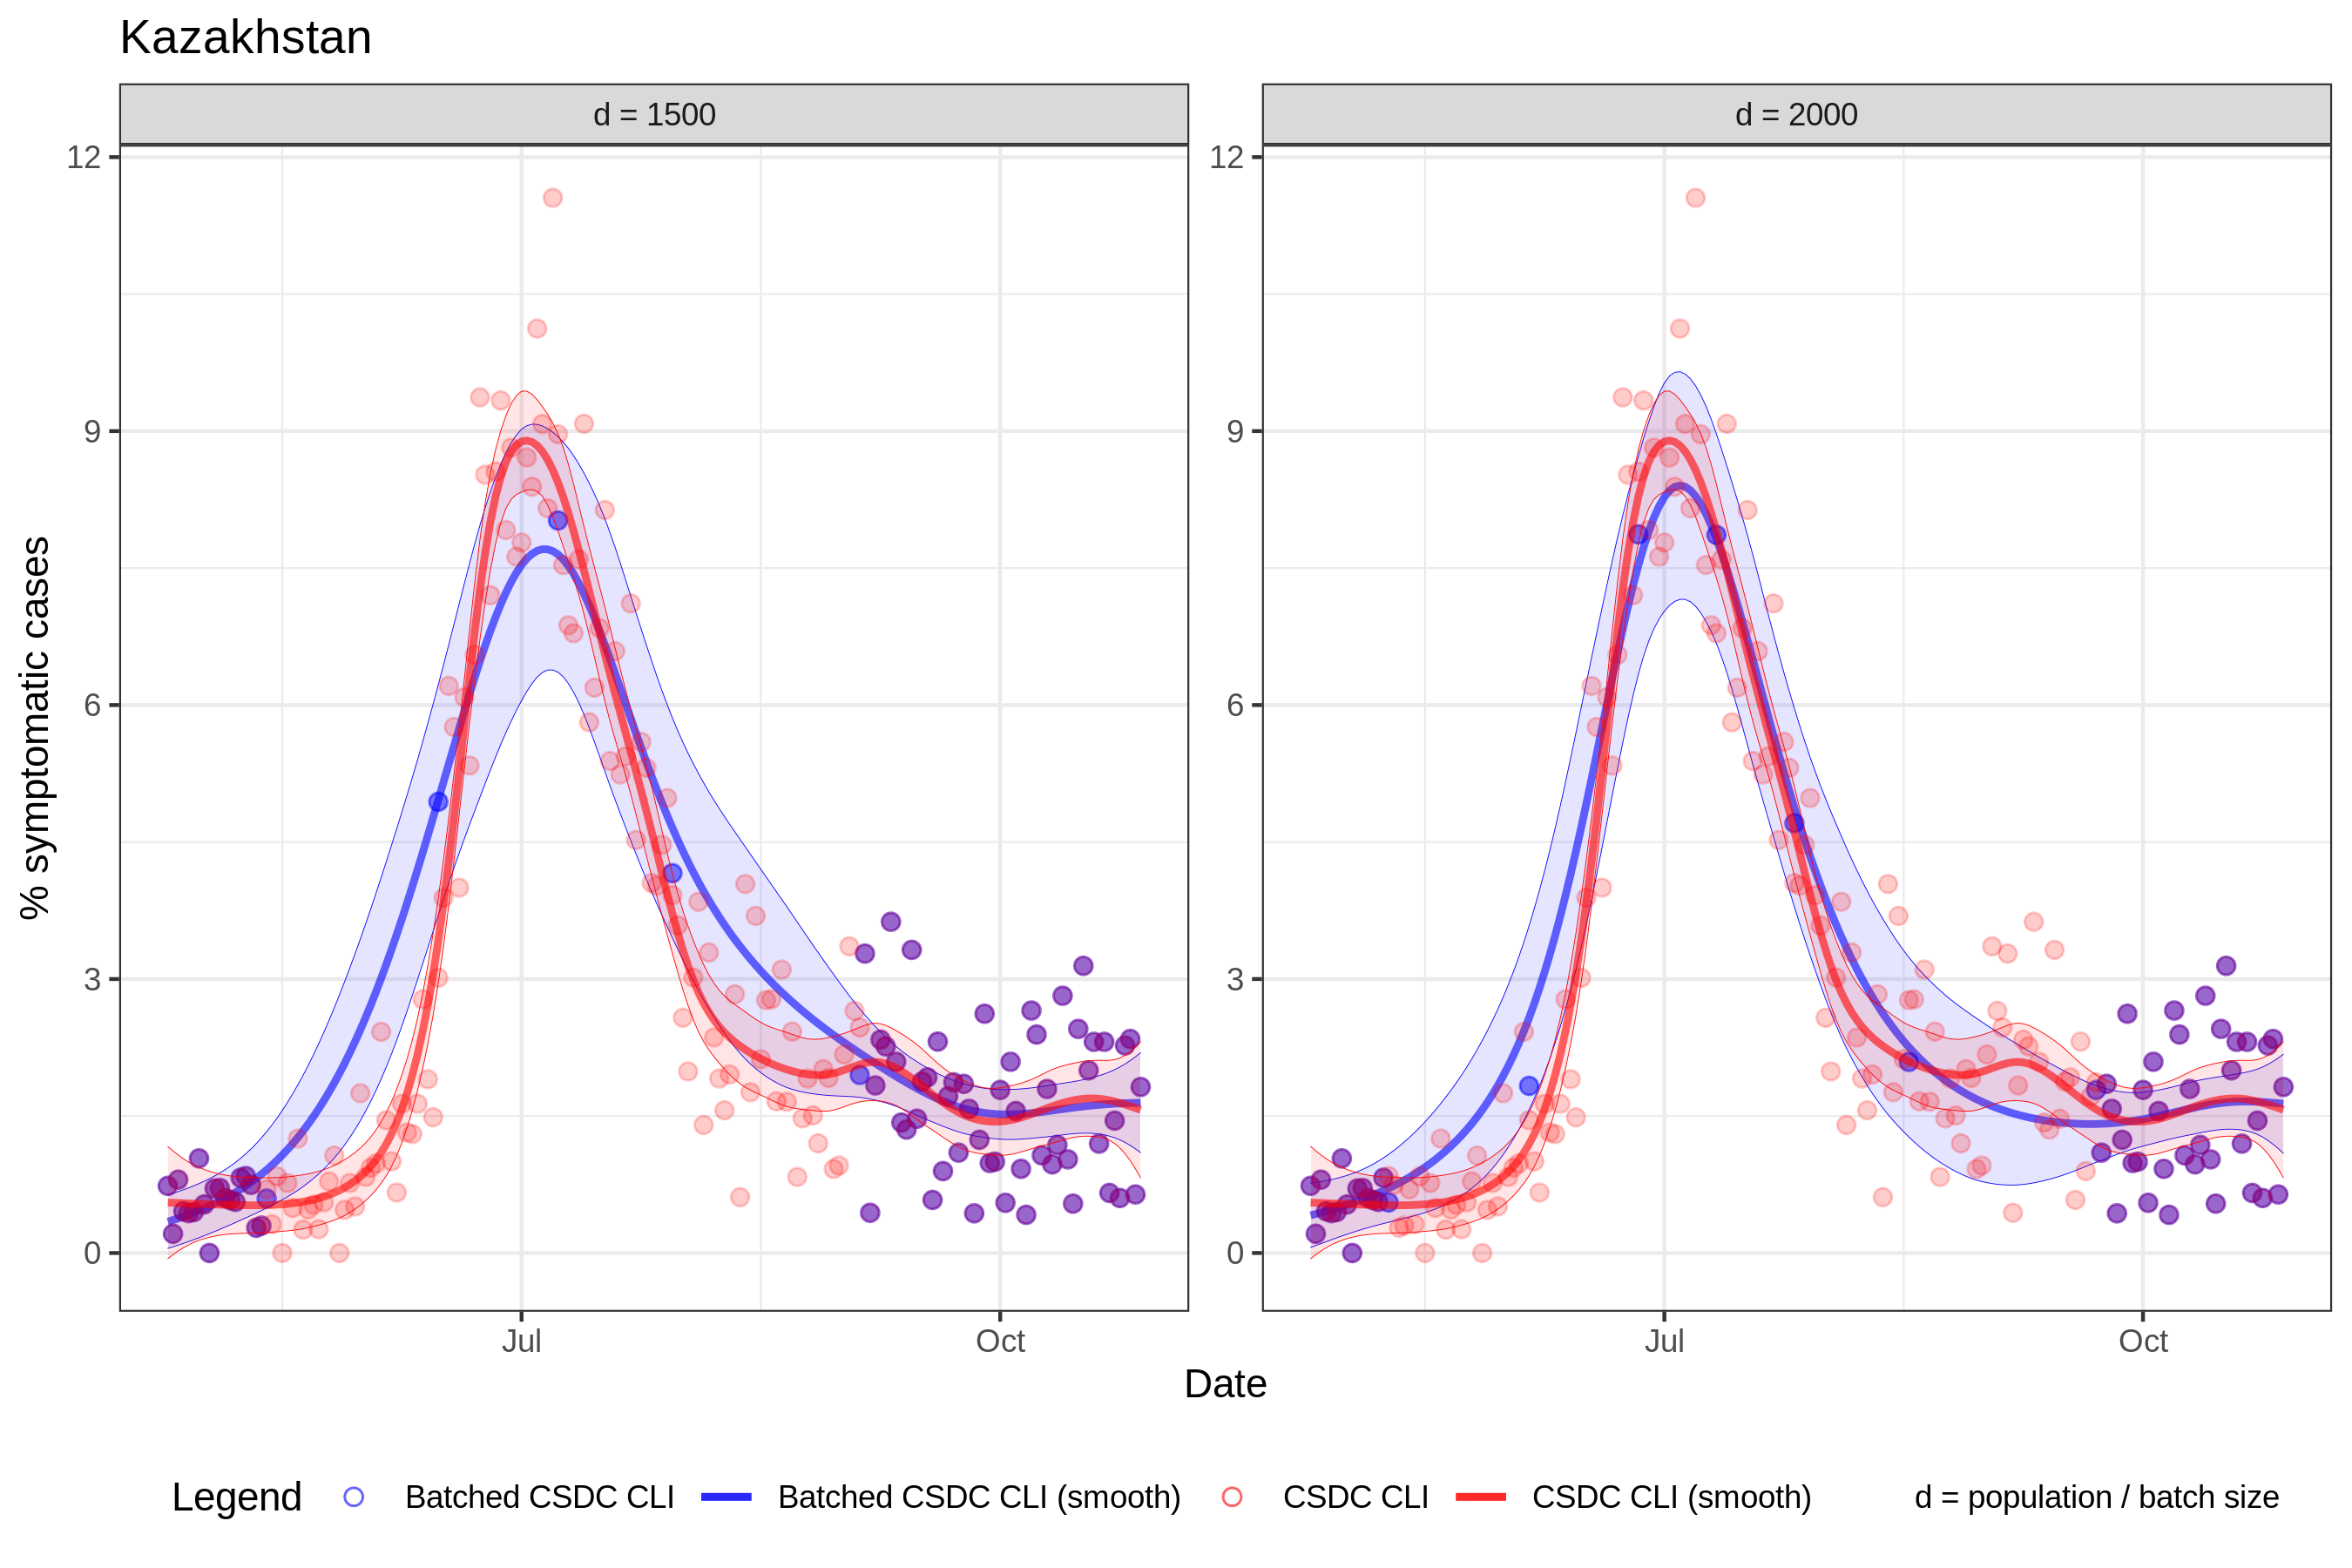 Kazakhstan
d = 1500
d = 2000
% symptomatic cases
12
9
6
3
0
12
9
6
3
0
Jul
Oct
Jul
Oct
Date
Legend Batched CSDC CLI Batched CSDC CLI (smooth) CSDC CLI CSDC CLI (smooth) d = population / batch size